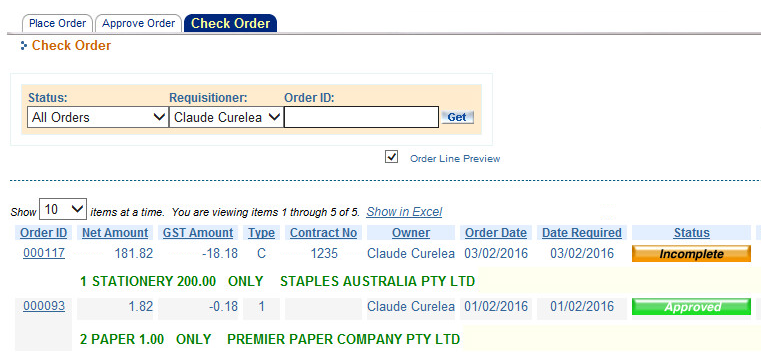 Place Order Approve Order Check Order
Check Order
Status: Requisitioner: Order ID:
All Orders Claude Curelea Get
Order Line Preview
Show 10 items at a time. You are viewing items 1 through 5 of 5. Show in Excel
Order ID Net Amount GST Amount Type Contract No Owner Order Date Date Required Status
000117 181.82 -18.18 C 1235 Claude Curelea 03/02/2016 03/02/2016 Incomplete
1 STATIONERY 200.00 ONLY STAPLES AUSTRALIA PTY LTD
000093 1.82 -0.18 1 Claude Curelea 01/02/2016 01/02/2016 Approved
2 PAPER 1.00 ONLY PREMIER PAPER COMPANY PTY LTD